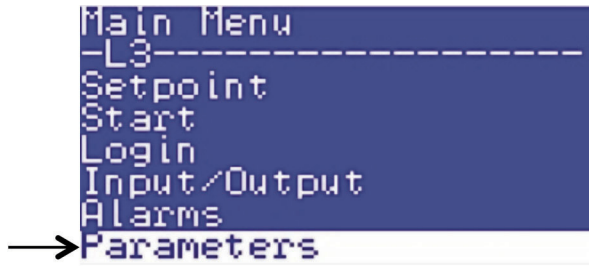 Main Menu
-L3-------------------
Setpoint
Start
Login
Input/Output
Alarms
Parameters